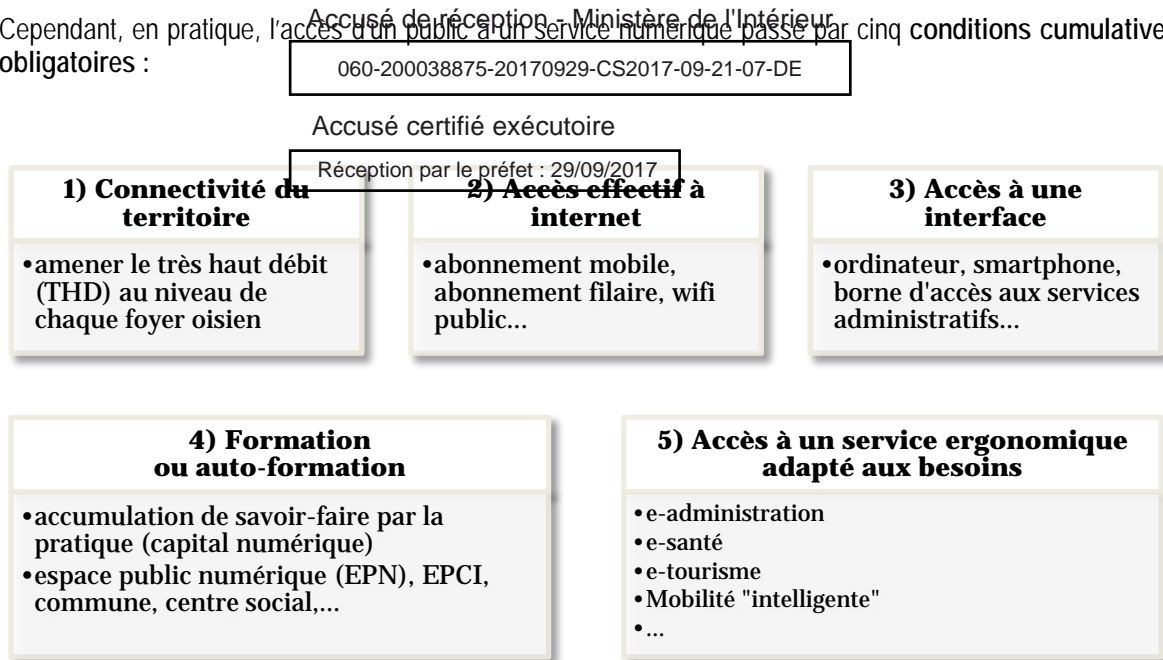 Accusé de réception - Ministère de l'Intérieur
Cependant, en pratique, l'accès d'un public à un service numérique passe par cinq conditions cumulative
obligatoires :
060-200038875-20170929-CS2017-09-21-07-DE
Accusé certifié exécutoire
Réception par le préfet : 29/09/2017
1) Connectivité du
territoire
•amener le très haut débit
(THD) au niveau de
chaque foyer oisien
2) Accès effectif à
internet
•abonnement mobile,
abonnement filaire, wifi
public...
3) Accès à une
interface
•ordinateur, smartphone,
borne d'accès aux services
administratifs...
4) Formation
ou auto-formation
•accumulation de savoir-faire par la
pratique (capital numérique)
•espace public numérique (EPN), EPCI,
commune, centre social,...
5) Accès à un service ergonomique
adapté aux besoins
•e-administration
•e-santé
•e-tourisme
•Mobilité "intelligente"
•...